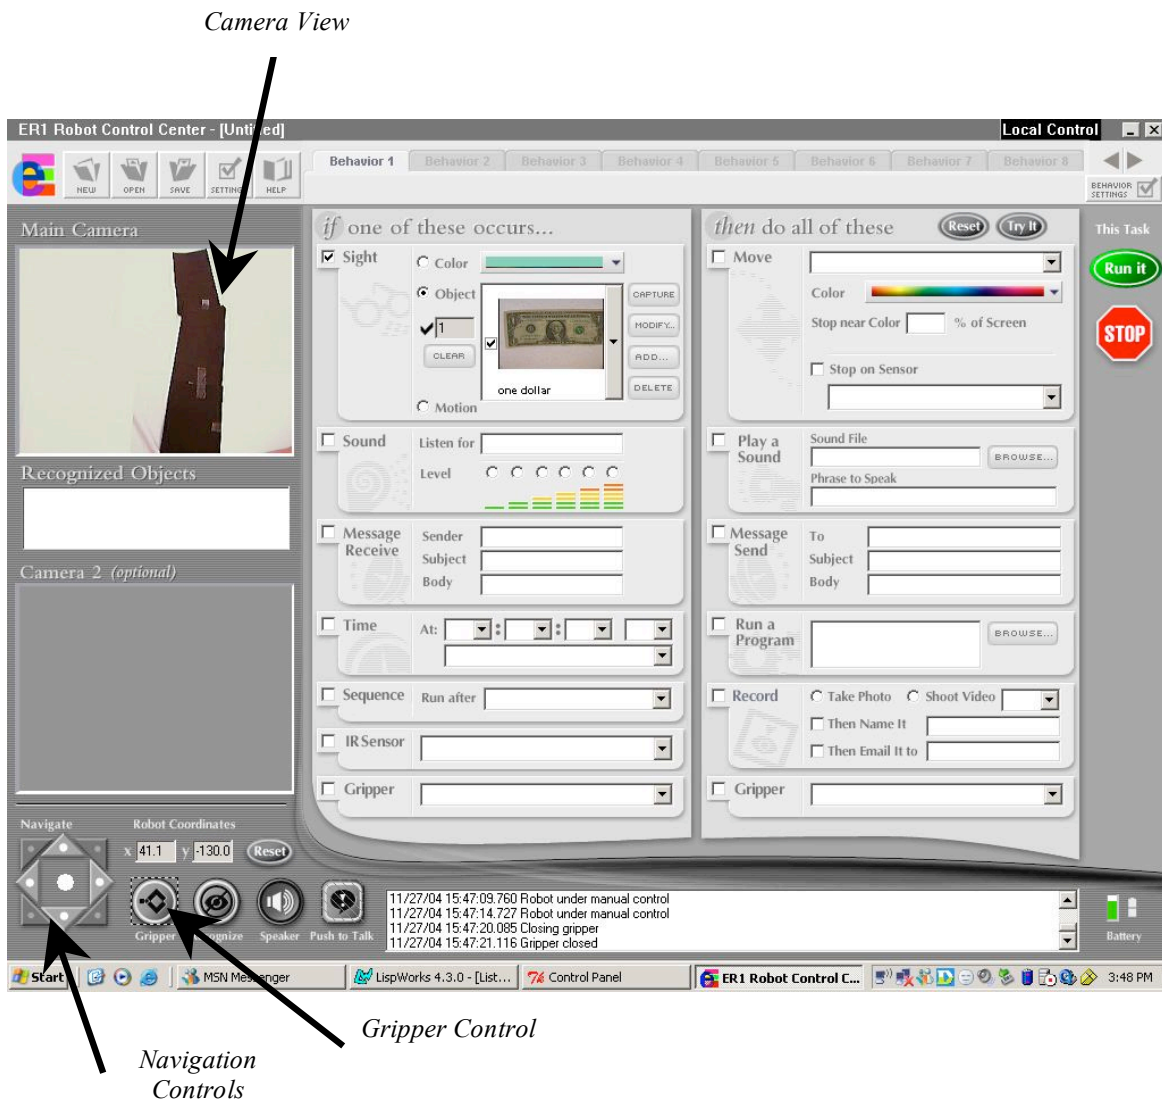 Camera View
ER1 Robot Control Center - [Untitled]
Local Control
NEW OPEN SAVE SETTINGS HELP
Behavior 1 Behavior 2 Behavior 3 Behavior 4 Behavior 5 Behavior 6 Behavior 7 Behavior 8
BEHAVIOR SETTINGS
Main Camera
if one of these occurs...
Sight
Color
Object
1
CLEAR
one dollar
CAPTURE
MODIFY...
ADD...
DELETE
Motion
Sound
Listen for
Level
Message Receive
Sender
Subject
Body
Time
At: : :
Sequence
Run after
IR Sensor
Gripper
then do all of these
Reset Try It
Move
Color
Stop near Color % of Screen
Stop on Sensor
Play a Sound
Sound File
BROWSE...
Phrase to Speak
Message Send
To
Subject
Body
Run a Program
BROWSE...
Record
Take Photo Shoot Video
Then Name It
Then Email It to
Gripper
This Task
Run it
STOP
Recognized Objects
Camera 2 (optional)
Navigate
Robot Coordinates
x 41.1 y -130.0 Reset
Gripper Recognize Speaker Push to Talk
11/27/04 15:47:09.760 Robot under manual control
11/27/04 15:47:14.727 Robot under manual control
11/27/04 15:47:20.085 Closing gripper
11/27/04 15:47:21.116 Gripper closed
Battery
Start MSN Messenger LispWorks 4.3.0 - [List... 7% Control Panel ER1 Robot Control C... 3:48 PM
Gripper Control
Navigation
Controls